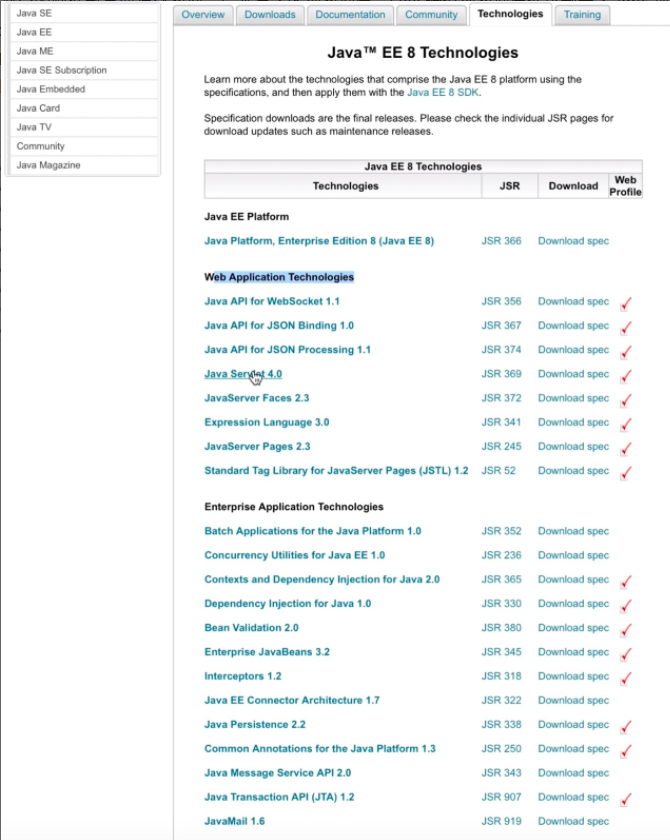 Java SE
Java EE
Java ME
Java SE Subscription
Java Embedded
Java Card
Java TV
Community
Java Magazine
Overview Downloads Documentation Community Technologies Training
Java™ EE 8 Technologies
Learn more about the technologies that comprise the Java EE 8 platform using the
specifications, and then apply them with the Java EE 8 SDK.
Specification downloads are the final releases. Please check the individual JSR pages for
download updates such as maintenance releases.
Java EE 8 Technologies
Technologies JSR Download Web Profile
Java EE Platform
Java Platform, Enterprise Edition 8 (Java EE 8) JSR 366 Download spec
Web Application Technologies
Java API for WebSocket 1.1 JSR 356 Download spec
Java API for JSON Binding 1.0 JSR 367 Download spec
Java API for JSON Processing 1.1 JSR 374 Download spec
Java Servlet 4.0 JSR 369 Download spec
JavaServer Faces 2.3 JSR 372 Download spec
Expression Language 3.0 JSR 341 Download spec
JavaServer Pages 2.3 JSR 245 Download spec
Standard Tag Library for JavaServer Pages (JSTL) 1.2 JSR 52 Download spec
Enterprise Application Technologies
Batch Applications for the Java Platform 1.0 JSR 352 Download spec
Concurrency Utilities for Java EE 1.0 JSR 236 Download spec
Contexts and Dependency Injection for Java 2.0 JSR 365 Download spec
Dependency Injection for Java 1.0 JSR 330 Download spec
Bean Validation 2.0 JSR 380 Download spec
Enterprise JavaBeans 3.2 JSR 345 Download spec
Interceptors 1.2 JSR 318 Download spec
Java EE Connector Architecture 1.7 JSR 322 Download spec
Java Persistence 2.2 JSR 338 Download spec
Common Annotations for the Java Platform 1.3 JSR 250 Download spec
Java Message Service API 2.0 JSR 343 Download spec
Java Transaction API (JTA) 1.2 JSR 907 Download spec
JavaMail 1.6 JSR 919 Download spec